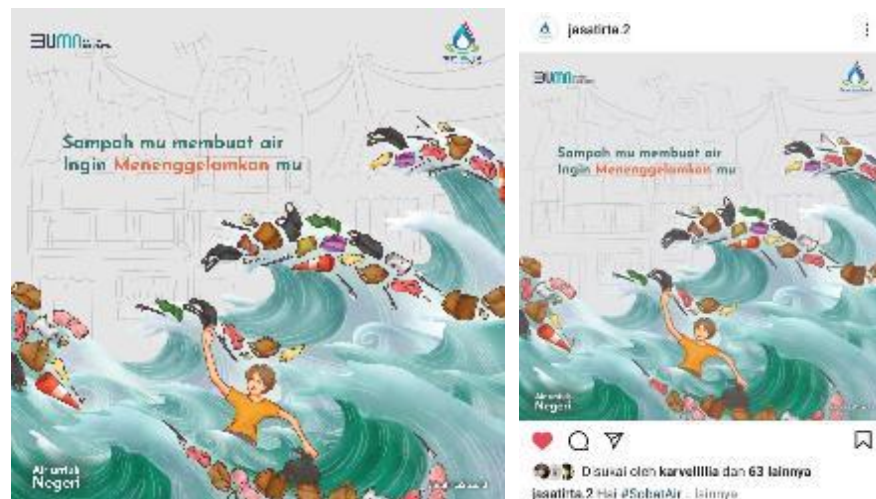 BUMN
Sampah mu membuat air
Ingin Menenggelamkan mu
Air untuk
Negeri
jasatirta.2
BUMN
Sampah mu membuat air
Ingin Menenggelamkan mu
Air untuk
Negeri
Disukai oleh karvelllllia dan 63 lainnya
jasatirta.2 Hai #SobatAir... lainnya